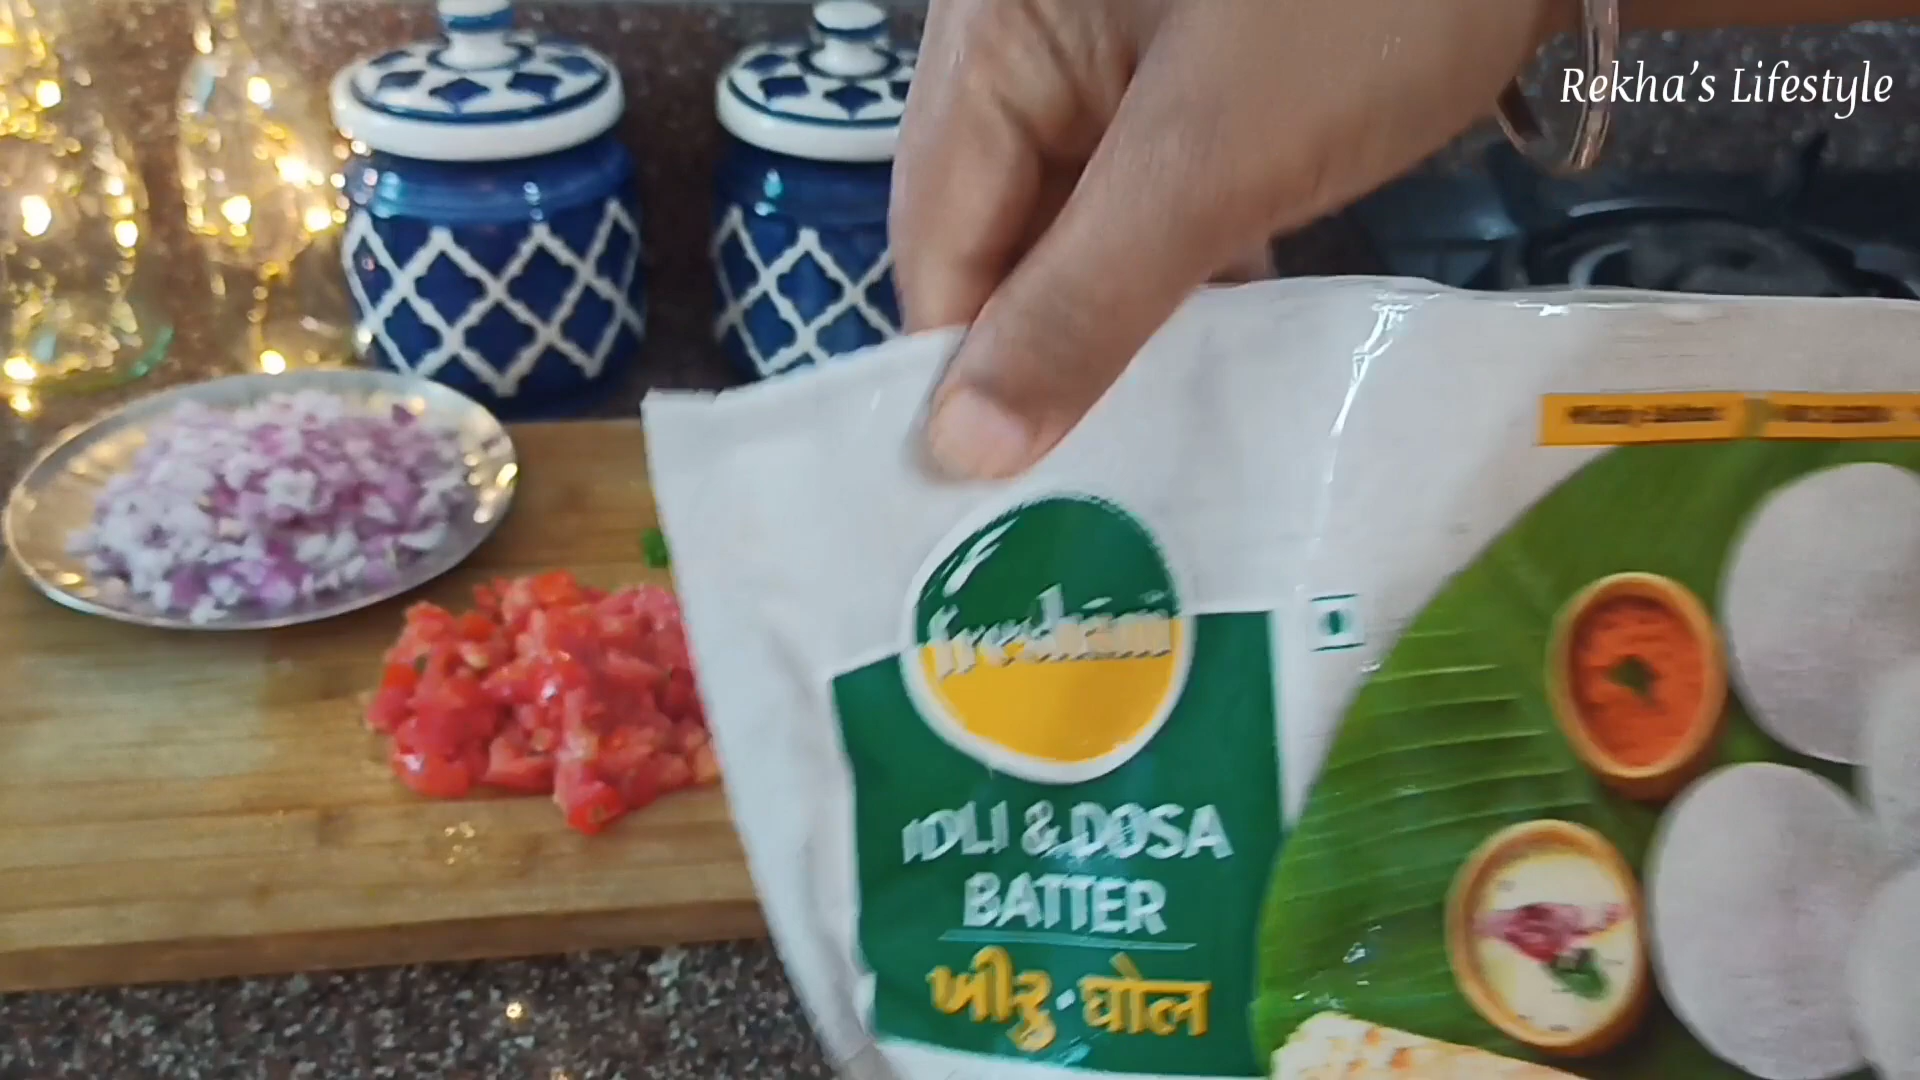 Rekha's Lifestyle
IDLI & DOSA
BATTER
ખીરુ · घोल